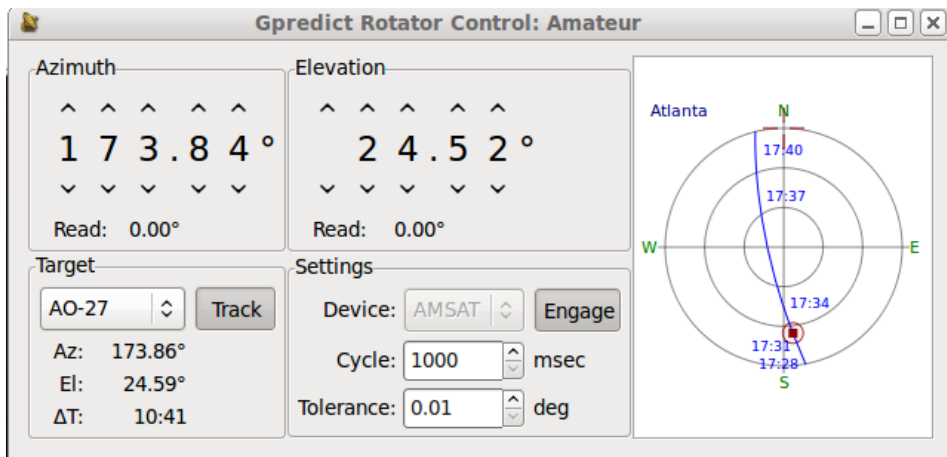 Gpredict Rotator Control: Amateur
Azimuth
173.84°
Read: 0.00°
Elevation
24.52°
Read: 0.00°
Target
AO-27
Track
Az: 173.86°
El: 24.59°
ΔT: 10:41
Settings
Device: AMSAT Engage
Cycle: 1000 msec
Tolerance: 0.01 deg
Atlanta
N
17:40
17:37
W
E
17:34
17:31
17:28
S